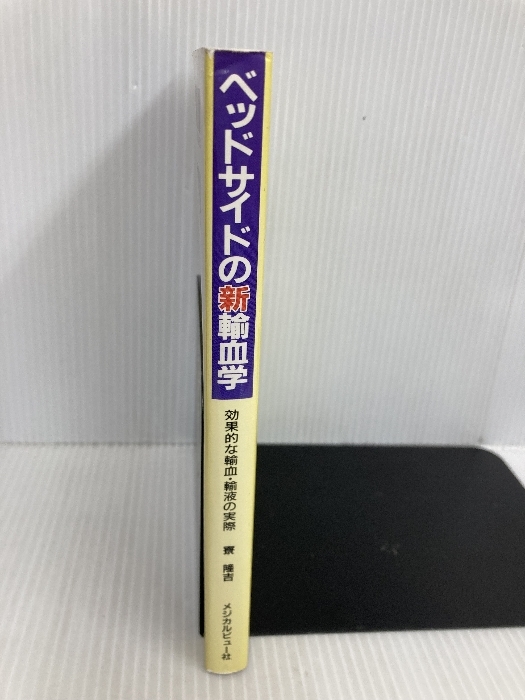 ベッドサイドの新輸血学
効果的な輸血・輸液の実際
寮 隆吉
メジカルビュー社